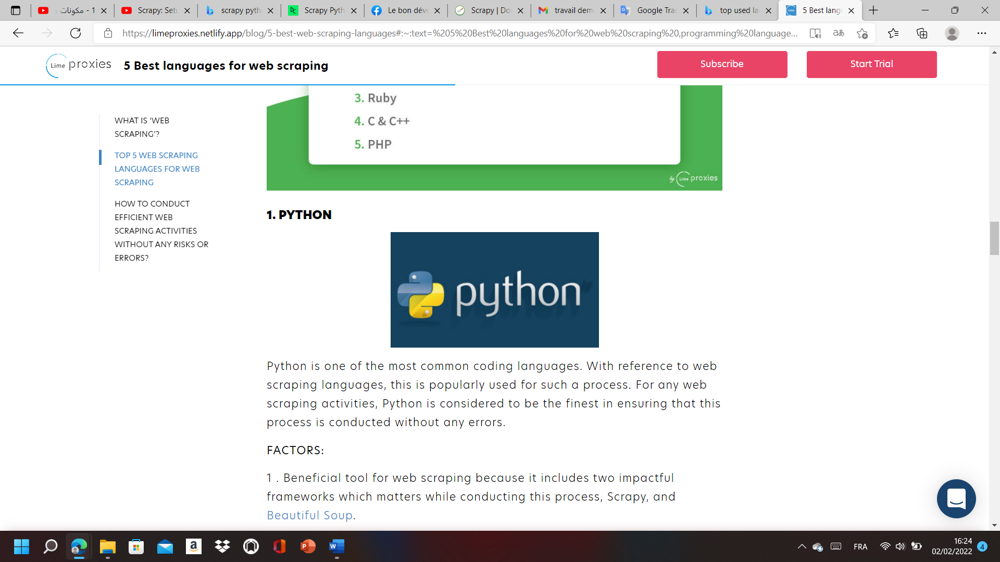 1 - مكونات
Scrapy: Setu
scrapy pyth
Scrapy Pyth
Le bon déve
Scrapy | Do
travail dem
Google Trad
top used la
5 Best lang
https://limeproxies.netlify.app/blog/5-best-web-scraping-languages#:~:text=%205%20Best%20languages%20for%20web%20scraping%20,programming%20language...
Lime proxies
5 Best languages for web scraping
Subscribe
Start Trial
3. Ruby
4. C & C++
5. PHP
by Lime proxies
WHAT IS ‘WEB
SCRAPING’?
TOP 5 WEB SCRAPING
LANGUAGES FOR WEB
SCRAPING
HOW TO CONDUCT
EFFICIENT WEB
SCRAPING ACTIVITIES
WITHOUT ANY RISKS OR
ERRORS?
1. PYTHON
python
Python is one of the most common coding languages. With reference to web
scraping languages, this is popularly used for such a process. For any web
scraping activities, Python is considered to be the finest in ensuring that this
process is conducted without any errors.
FACTORS:
1 . Beneficial tool for web scraping because it includes two impactful
frameworks which matters while conducting this process, Scrapy, and
Beautiful Soup.
FRA
16:24
02/02/2022
4